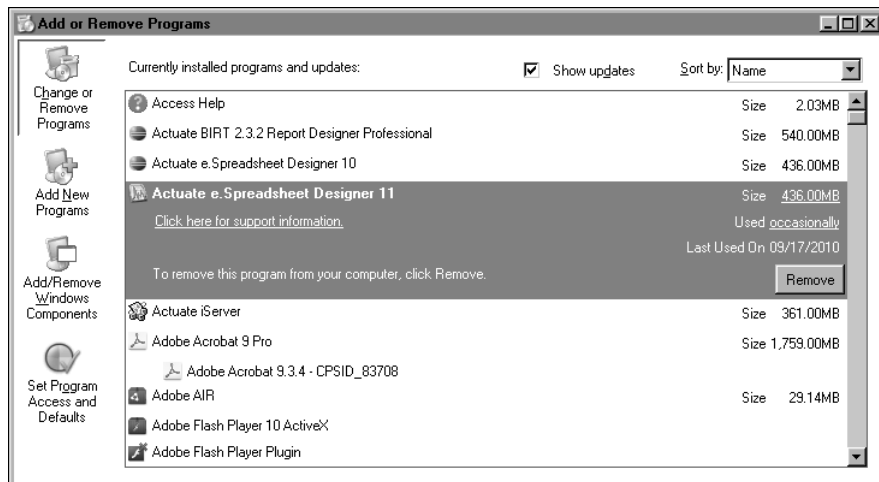 Add or Remove Programs
Change or Remove Programs
Add New Programs
Add/Remove Windows Components
Set Program Access and Defaults
Currently installed programs and updates:
Show updates
Sort by: Name
Access Help Size 2.03MB
Actuate BIRT 2.3.2 Report Designer Professional Size 540.00MB
Actuate e.Spreadsheet Designer 10 Size 436.00MB
Actuate e.Spreadsheet Designer 11 Size 436.00MB
Click here for support information. Used occasionally
Last Used On 09/17/2010
To remove this program from your computer, click Remove. Remove
Actuate iServer Size 361.00MB
Adobe Acrobat 9 Pro Size 1,759.00MB
Adobe Acrobat 9.3.4 - CPSID_83708
Adobe AIR Size 29.14MB
Adobe Flash Player 10 ActiveX
Adobe Flash Player Plugin